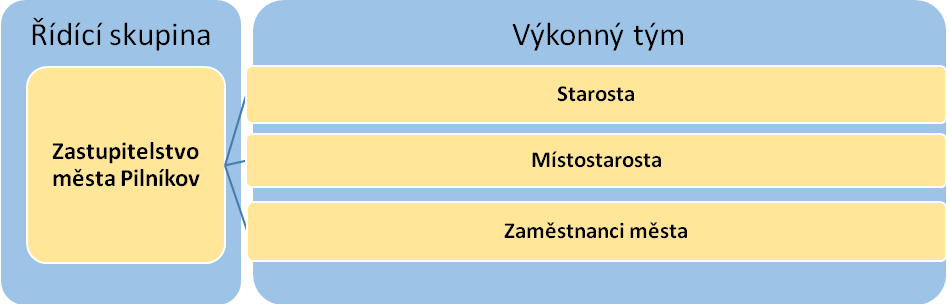 Řídící skupina
Zastupitelstvo
města Pilníkov
Výkonný tým
Starosta
Místostarosta
Zaměstnanci města